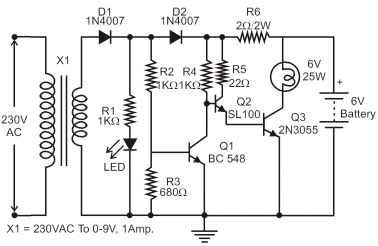 D1
1N4007
D2
1N4007
R6
2Ω/2W
X1
R2
1KΩ
R4
1KΩ
R5
22Ω
6V
25W
230V
AC
R1
1KΩ
Q2
SL100
+
6V
Battery
-
Q3
2N3055
LED
Q1
BC 548
R3
680Ω
X1 = 230VAC To 0-9V, 1Amp.